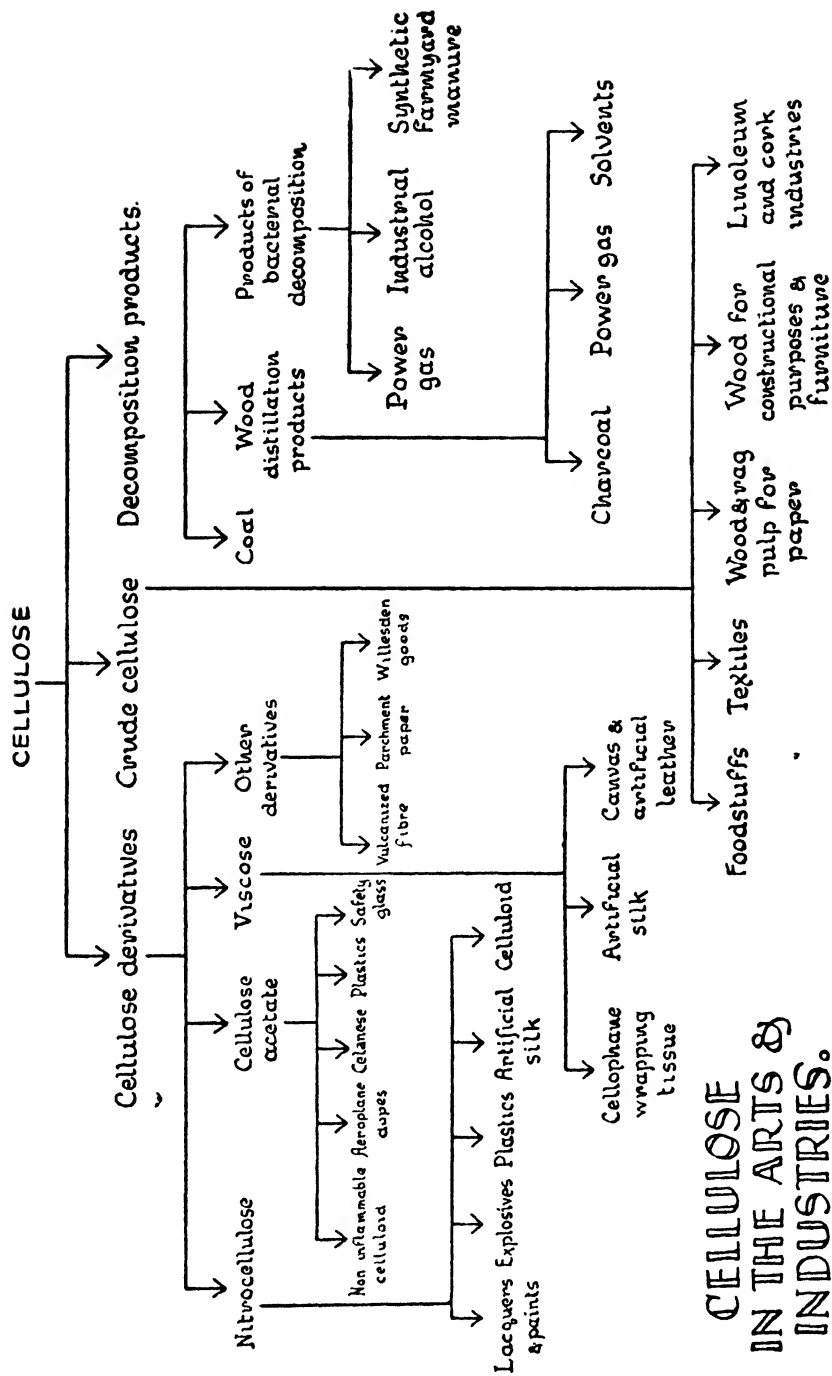 CELLULOSE
Cellulose derivatives
Crude cellulose
Decomposition products.
Nitrocellulose
Cellulose
acetate
Viscose
Other
derivatives
Coal
Wood
distillation
products
Products of
bacterial
decomposition
Non inflammable
celluloid
Aeroplane
dopes
Celanese
Plastics
Safety
glass
Vulcanized
fibre
Parchment
paper
Willesden
goods
Power
gas
Industrial
alcohol
Synthetic
farmyard
manure
Lacquers
& paints
Explosives
Plastics
Artificial
silk
Celluloid
Cellophane
wrapping
tissue
Artificial
silk
Canvas &
artificial
leather
Charcoal
Power gas
Solvents
Foodstuffs
Textiles
Wood & rag
pulp for
paper
Wood for
constructional
purposes &
furniture
Linoleum
and cork
industries
CELLULOSE
IN THE ARTS &
INDUSTRIES.